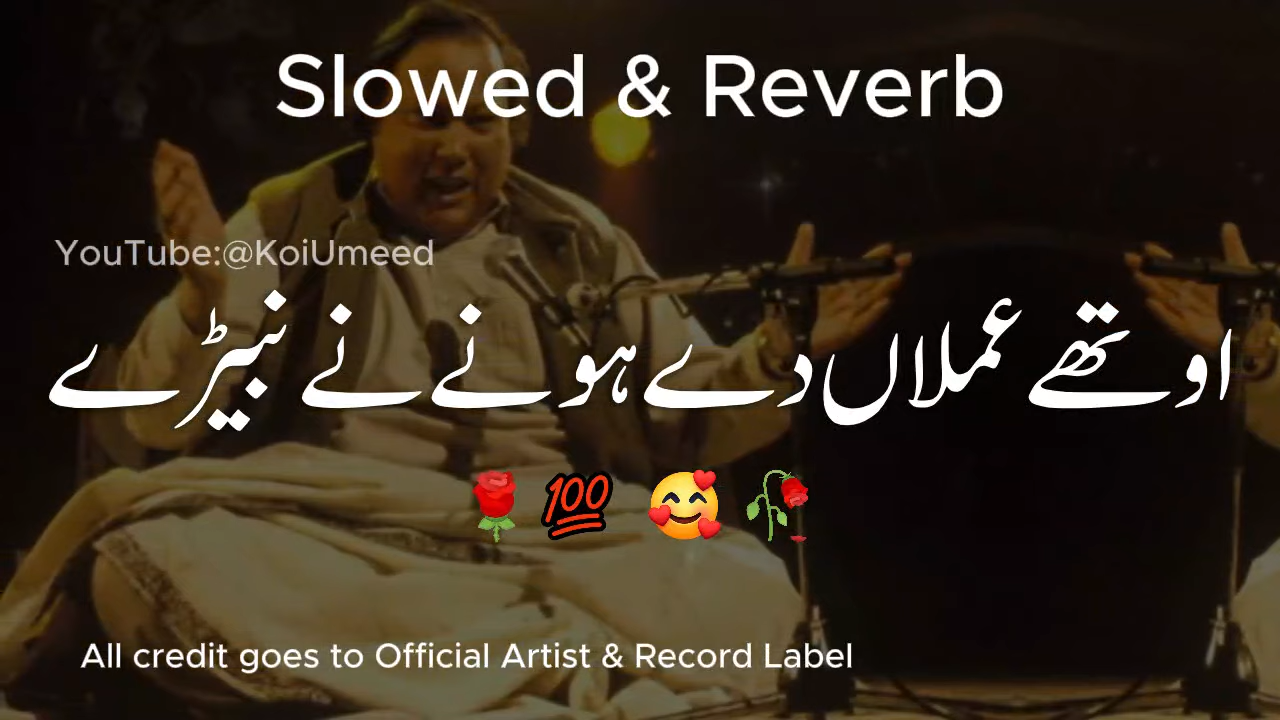 Slowed & Reverb
YouTube:@KoiUmeed
اوتھے عملاں دے ہونے نے نبیڑے
🌹💯 🥰 🥀
All credit goes to Official Artist & Record Label